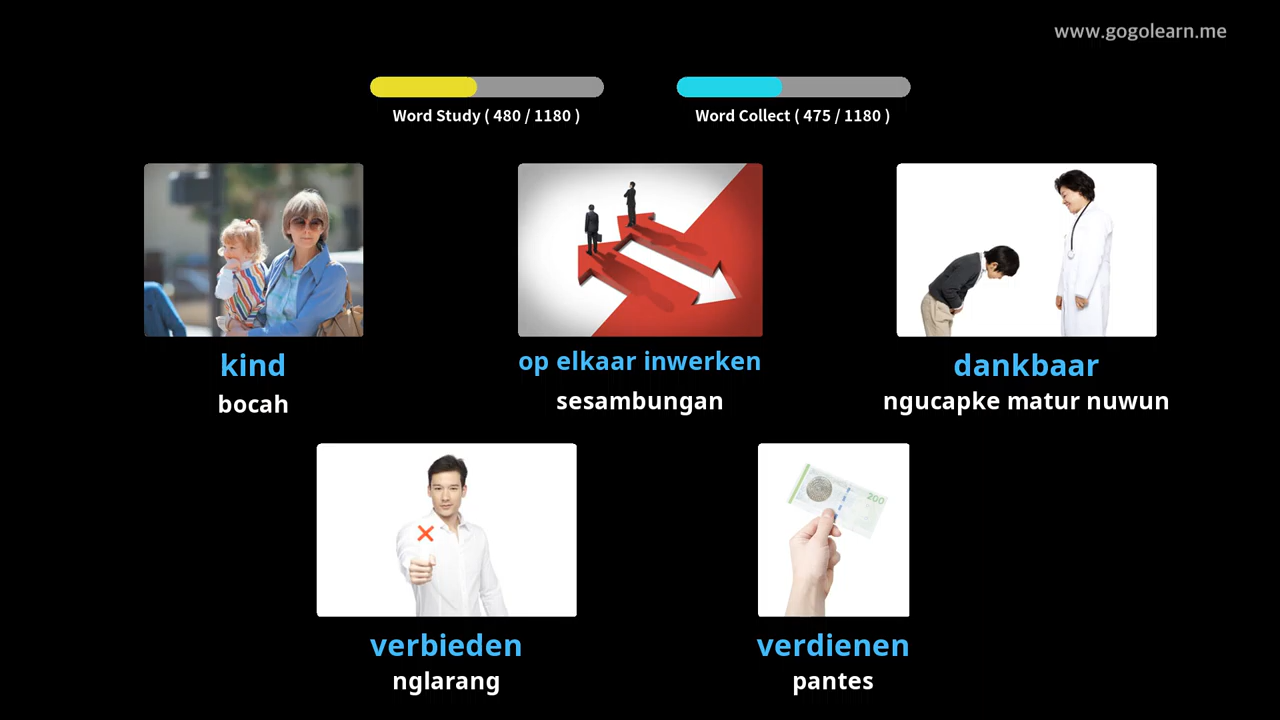 www.gogolearn.me
Word Study ( 480 / 1180 )
Word Collect ( 475 / 1180 )
kind
bocah
op elkaar inwerken
sesambungan
dankbaar
ngucapke matur nuwun
200
verbieden
nglarang
verdienen
pantes